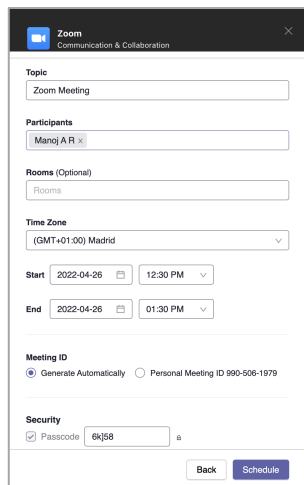 Zoom
Communication & Collaboration
Topic
Zoom Meeting
Participants
Manoj A R ×
Rooms (Optional)
Rooms
Time Zone
(GMT+01:00) Madrid
Start 2022-04-26 12:30 PM
End 2022-04-26 01:30 PM
Meeting ID
Generate Automatically Personal Meeting ID 990-506-1979
Security
Passcode 6k]58
Back Schedule